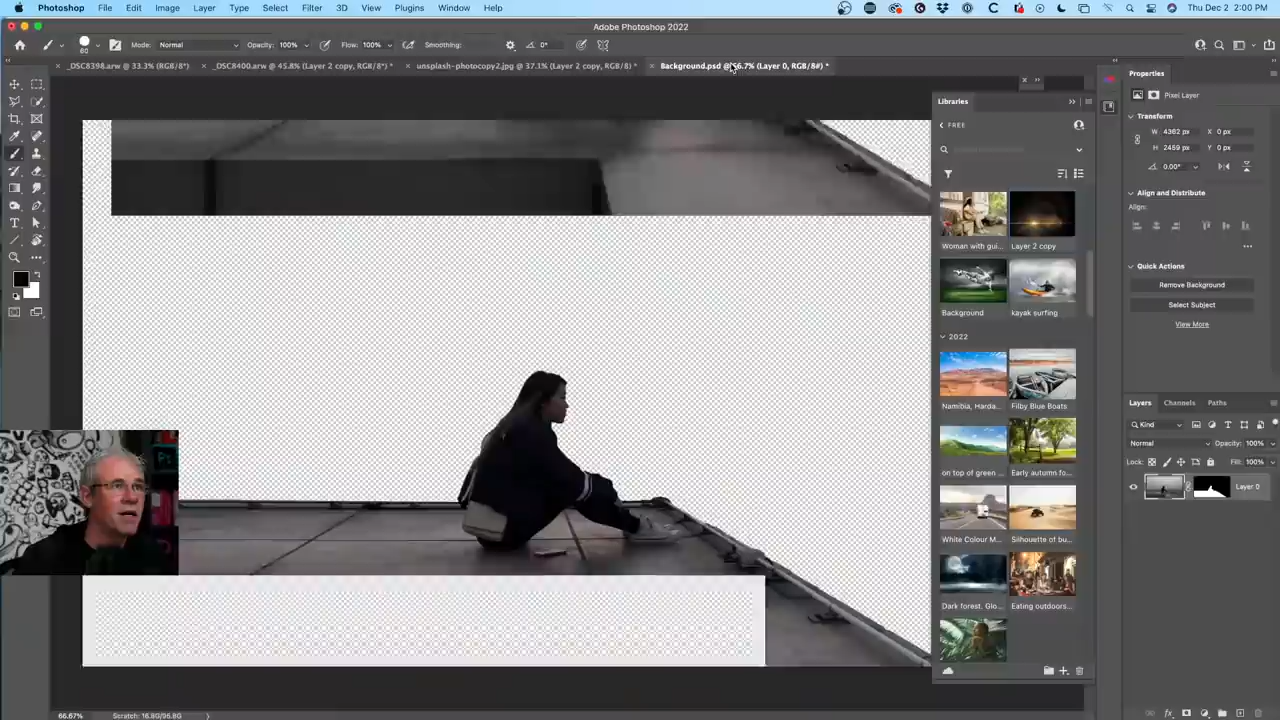 Photoshop File Edit Image Layer Type Select Filter 3D View Plugins Window Help Thu Dec 2 2:00 PM
Adobe Photoshop 2022
60 Mode: Normal Opacity: 100% Flow: 100% Smoothing: 0°
_DSC8398.arw @ 33.3% (RGB/8*) _DSC8400.arw @ 45.8% (Layer 2 copy, RGB/8*) * unsplash-photocopy2.jpg @ 37.1% (Layer 2 copy, RGB/8) * Background.psd @ 66.7% (Layer 0, RGB/8#) *
Libraries
FREE
Woman with gui... Layer 2 copy
Background kayak surfing
2022
Namibia, Harda... Filby Blue Boats
on top of green ... Early autumn fo...
White Colour M... Silhouette of bu...
Dark forest. Glo... Eating outdoors...
Properties
Pixel Layer
Transform
W 4362 px X 0 px
H 2469 px Y 0 px
0.00°
Align and Distribute
Align:
Quick Actions
Remove Background
Select Subject
View More
Layers Channels Paths
Kind
Normal Opacity: 100%
Lock: Fill: 100%
Layer 0
66.67% Scratch: 16.8G/95.8G